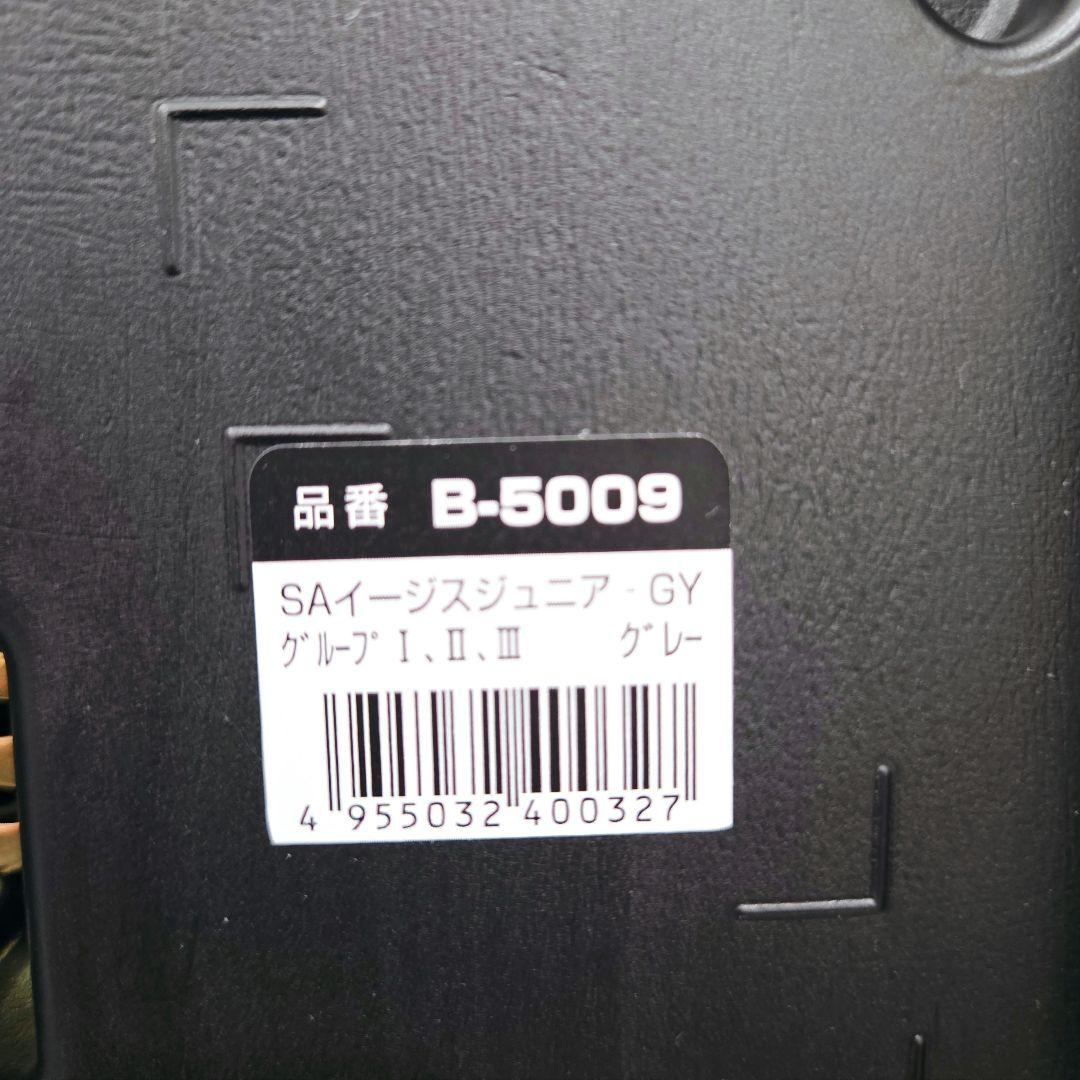 品番 B-5009
SAイージスジュニア - GY
グループ Ⅰ、Ⅱ、Ⅲ グレー
4 955032 400327